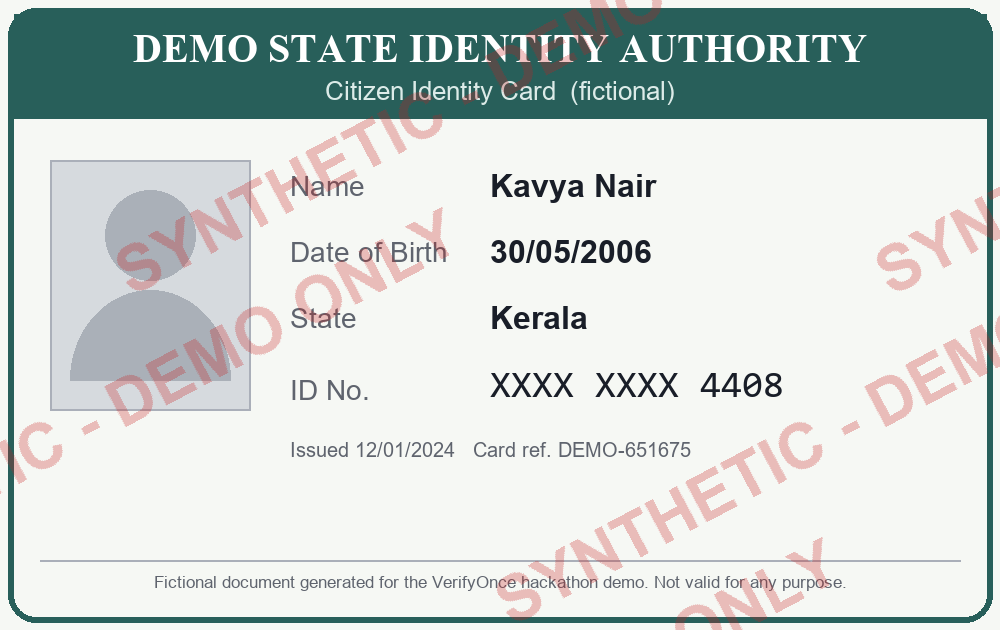 DEMO STATE IDENTITY AUTHORITY
Citizen Identity Card (fictional)
Name Kavya Nair
Date of Birth 30/05/2006
State Kerala
ID No. XXXX XXXX 4408
Issued 12/01/2024 Card ref. DEMO-651675
Fictional document generated for the VerifyOnce hackathon demo. Not valid for any purpose.
SYNTHETIC - DEMO ONLY
SYNTHETIC - DEMO ONLY